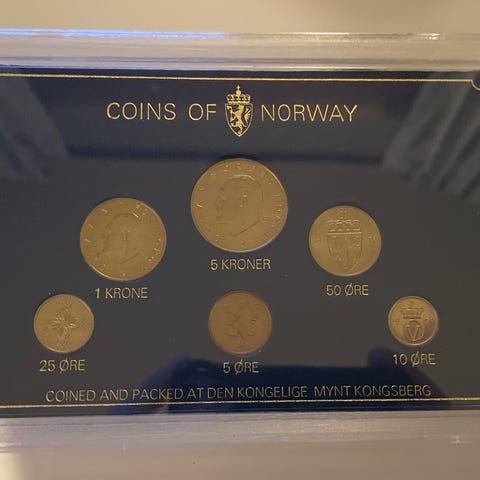 COINS OF NORWAY
5 KRONER
1 KRONE
50 ØRE
25 ØRE
5 ØRE
10 ØRE
COINED AND PACKED AT DEN KONGELIGE MYNT KONGSBERG